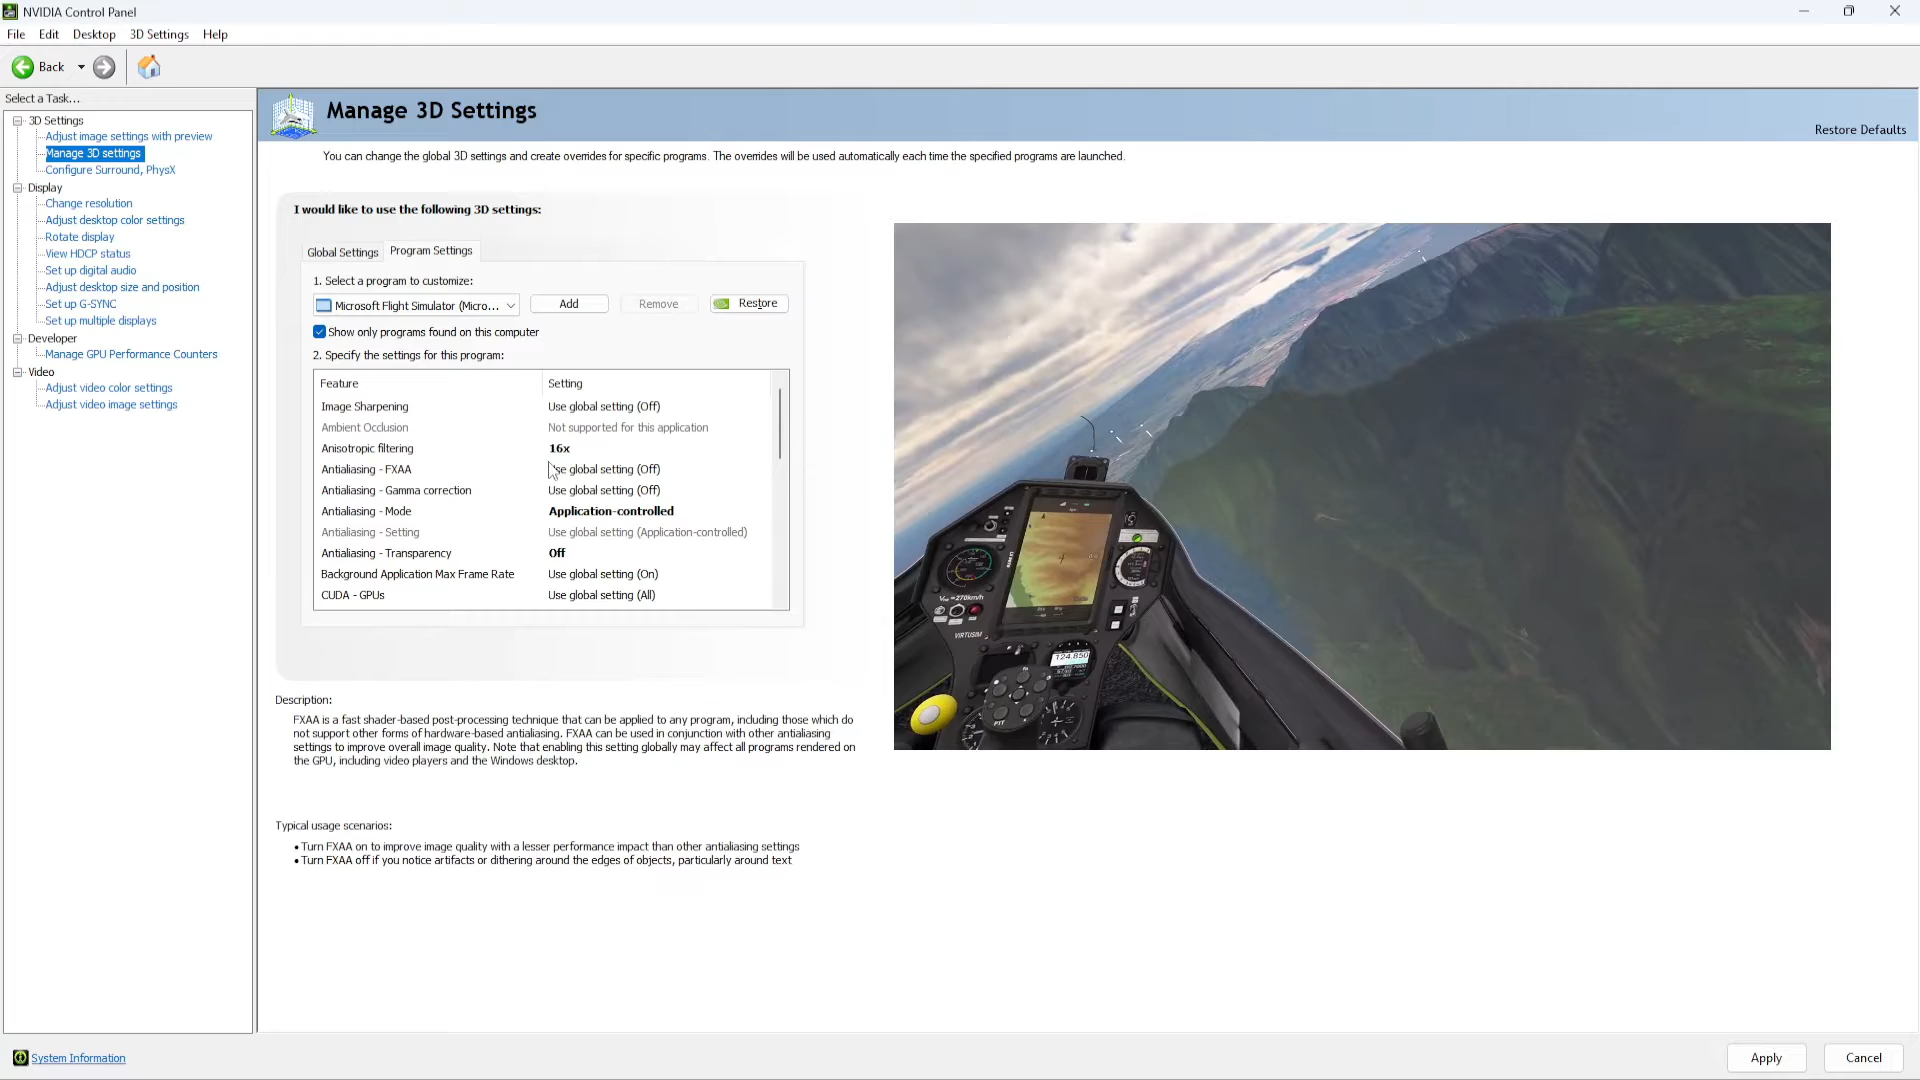 NVIDIA Control Panel
File Edit Desktop 3D Settings Help
Back
Select a Task...
3D Settings
Adjust image settings with preview
Manage 3D settings
Configure Surround, PhysX
Display
Change resolution
Adjust desktop color settings
Rotate display
View HDCP status
Set up digital audio
Adjust desktop size and position
Set up G-SYNC
Set up multiple displays
Developer
Manage GPU Performance Counters
Video
Adjust video color settings
Adjust video image settings
System Information
Manage 3D Settings
Restore Defaults
You can change the global 3D settings and create overrides for specific programs. The overrides will be used automatically each time the specified programs are launched.
I would like to use the following 3D settings:
Global Settings Program Settings
1. Select a program to customize:
Microsoft Flight Simulator (Micro... Add Remove Restore
Show only programs found on this computer
2. Specify the settings for this program:
Feature Setting
Image Sharpening Use global setting (Off)
Ambient Occlusion Not supported for this application
Anisotropic filtering 16x
Antialiasing - FXAA Use global setting (Off)
Antialiasing - Gamma correction Use global setting (Off)
Antialiasing - Mode Application-controlled
Antialiasing - Setting Use global setting (Application-controlled)
Antialiasing - Transparency Off
Background Application Max Frame Rate Use global setting (On)
CUDA - GPUs Use global setting (All)
Description:
FXAA is a fast shader-based post-processing technique that can be applied to any program, including those which do
not support other forms of hardware-based antialiasing. FXAA can be used in conjunction with other antialiasing
settings to improve overall image quality. Note that enabling this setting globally may affect all programs rendered on
the GPU, including video players and the Windows desktop.
Typical usage scenarios:
• Turn FXAA on to improve image quality with a lesser performance impact than other antialiasing settings
• Turn FXAA off if you notice artifacts or dithering around the edges of objects, particularly around text
=270km/h
VIRTUSIM
124.850
PTT
Apply Cancel